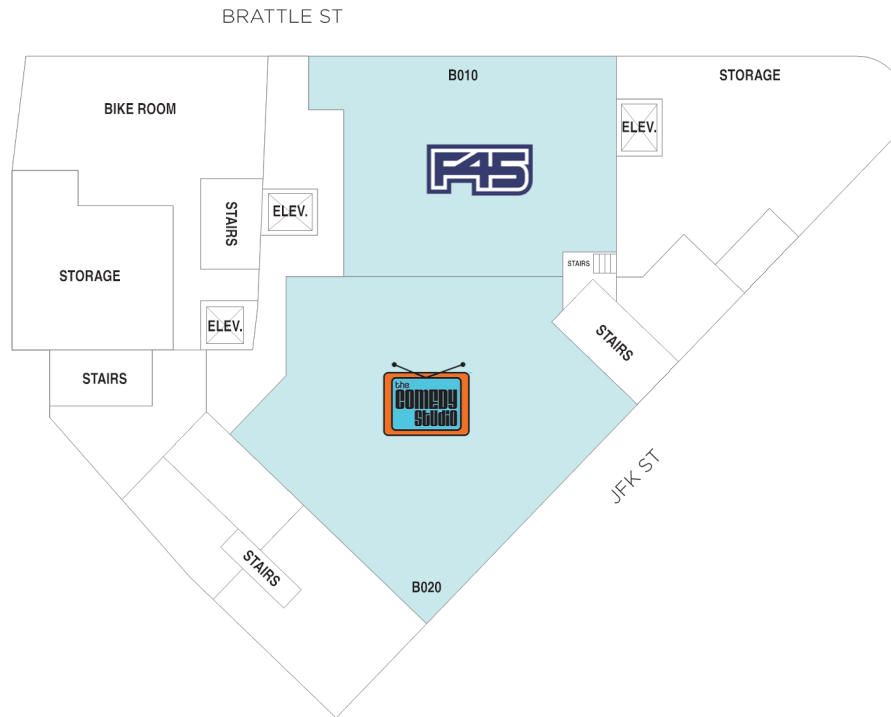 BRATTLE ST
B010
STORAGE
BIKE ROOM
ELEV.
F45
STAIRS
ELEV.
STAIRS
STORAGE
ELEV.
STAIRS
STAIRS
the
COMEDY
STUDIO
JFK ST
STAIRS
B020